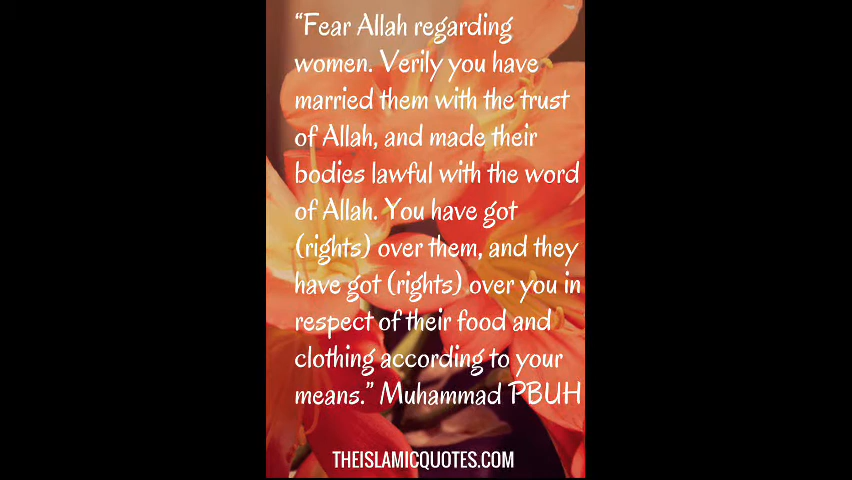 “Fear Allah regarding
women. Verily you have
married them with the trust
of Allah, and made their
bodies lawful with the word
of Allah. You have got
(rights) over them, and they
have got (rights) over you in
respect of their food and
clothing according to your
means.” Muhammad PBUH
THEISLAMICQUOTES.COM